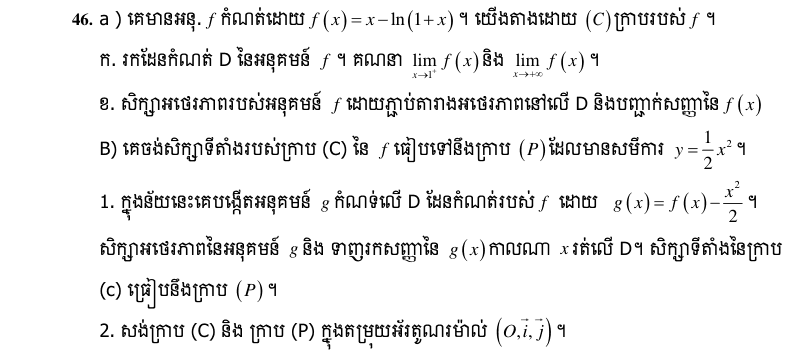 46. a ) គេមានអនុ. f កំណត់ដោយ f(x)=x−ln(1+x) ។ យើងតាងដោយ (C)ក្រាបរបស់ f ។
ក. រកដែនកំណត់ D នៃអនុគមន៍ f ។ គណនា lim_{x→1⁺} f(x)និង lim_{x→+∞} f(x) ។
ខ. សិក្សាអថេរភាពរបស់អនុគមន៍ f ដោយភ្ជាប់តារាងអថេរភាពនៅលើ D និងបញ្ជាក់សញ្ញានៃ f(x)
B) គេចង់សិក្សាទីតាំងរបស់ក្រាប (C) នៃ f ធៀបទៅនឹងក្រាប (P)ដែលមានសមីការ y=1/2 x² ។
1. ក្នុងន័យនេះគេបង្កើតអនុគមន៍ g កំណទ់លើ D ដែនកំណត់របស់ f ដោយ g(x)=f(x)−x²/2 ។
សិក្សាអថេរភាពនៃអនុគមន៍ g និង ទាញរកសញ្ញានៃ g(x)កាលណា x រត់លើ D។ សិក្សាទីតាំងនៃក្រាប
(c) ធ្រៀបនឹងក្រាប (P) ។
2. សង់ក្រាប (C) និង ក្រាប (P) ក្នុងតម្រុយអ័រតូណរម៉ាល់ (O,i⃗,j⃗) ។